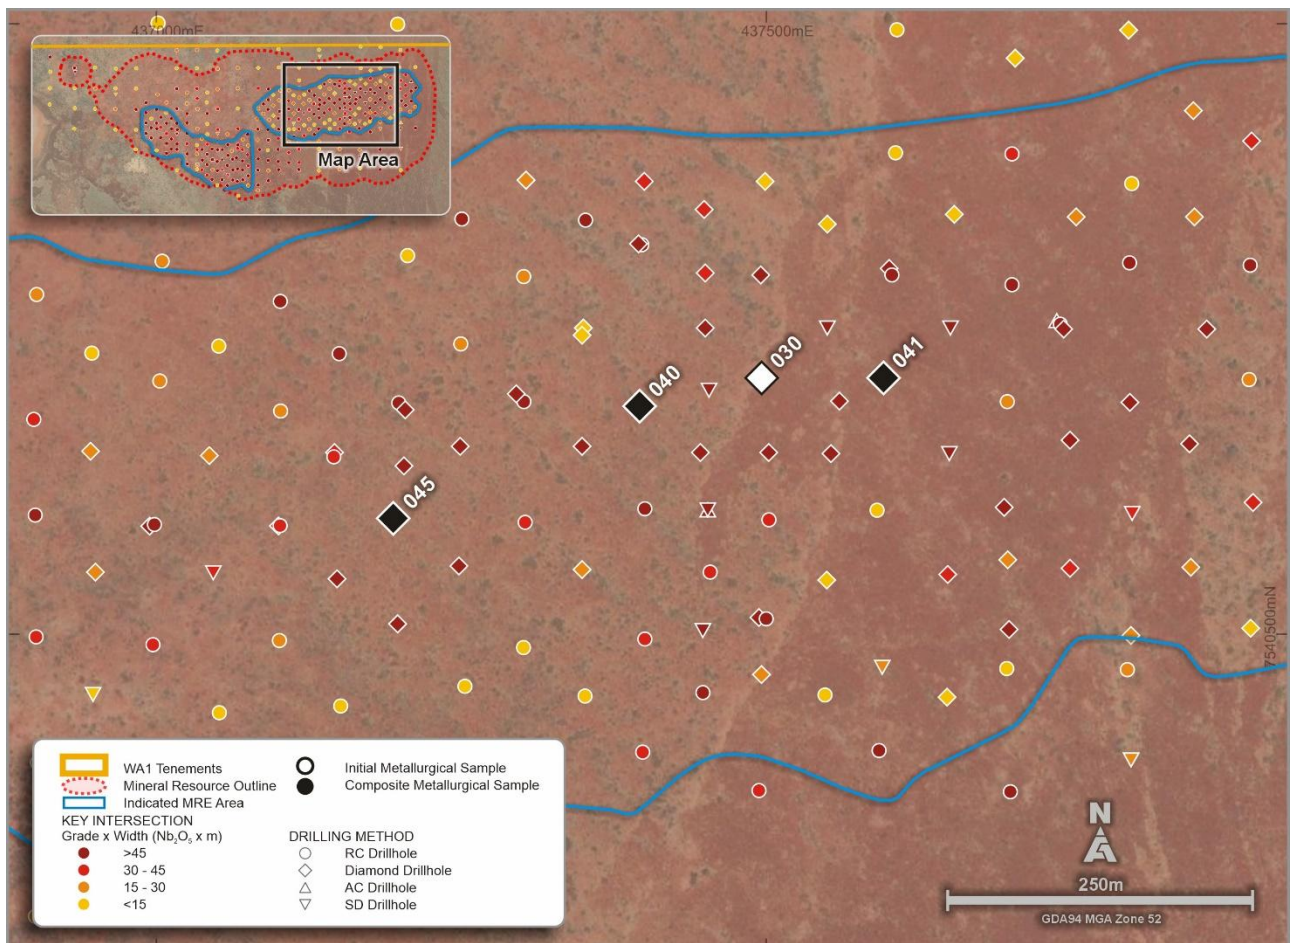 437000mE
437500mE
Map Area
030
041
040
045
7540500mN
WA1 Tenements
Mineral Resource Outline
Indicated MRE Area
Initial Metallurgical Sample
Composite Metallurgical Sample
KEY INTERSECTION
Grade x Width (Nb₂O₅ x m)
>45
30 - 45
15 - 30
<15
DRILLING METHOD
RC Drillhole
Diamond Drillhole
AC Drillhole
SD Drillhole
N
250m
GDA94 MGA Zone 52